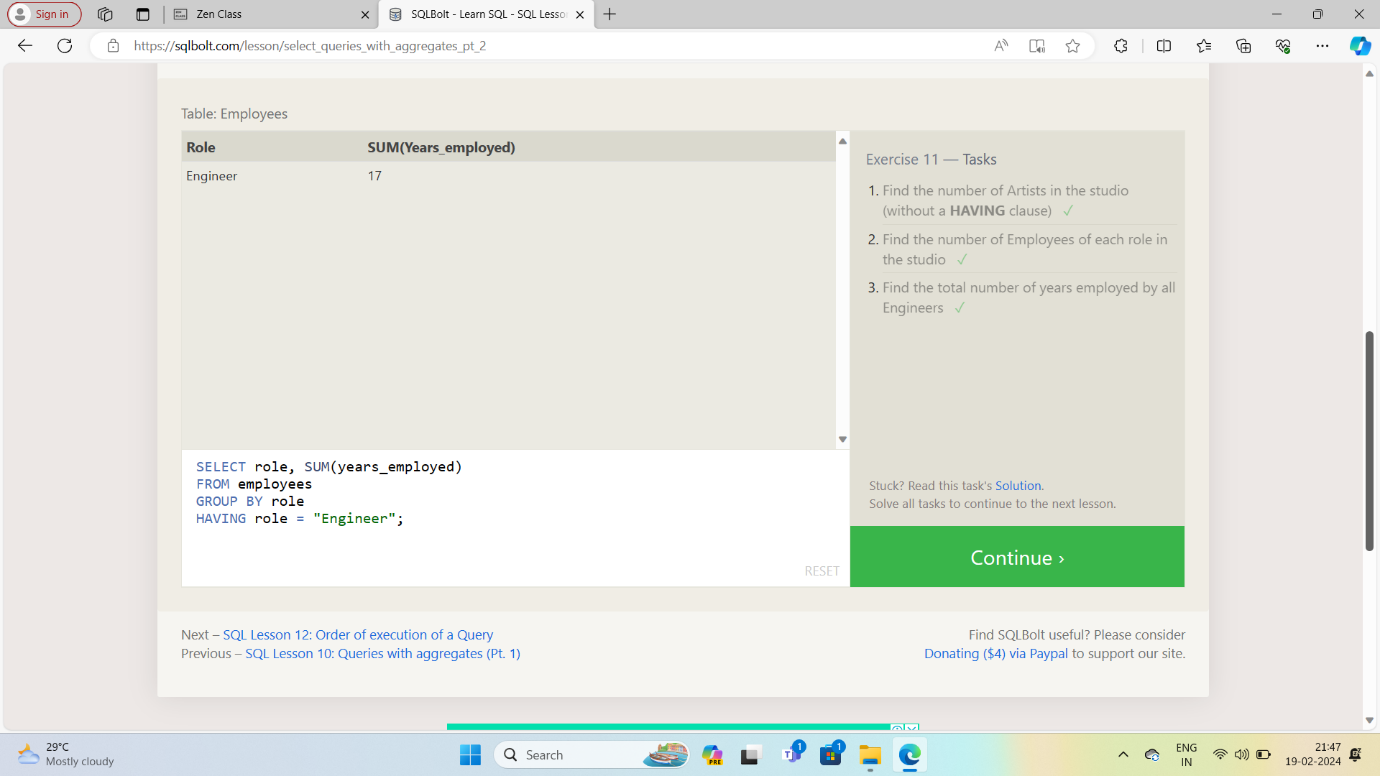 Sign in
Zen Class
SQLBolt - Learn SQL - SQL Lesso
https://sqlbolt.com/lesson/select_queries_with_aggregates_pt_2
Table: Employees
Role SUM(Years_employed)
Engineer 17
Exercise 11 — Tasks
1. Find the number of Artists in the studio
(without a HAVING clause) ✓
2. Find the number of Employees of each role in
the studio ✓
3. Find the total number of years employed by all
Engineers ✓
SELECT role, SUM(years_employed)
FROM employees
GROUP BY role
HAVING role = "Engineer";
RESET
Stuck? Read this task's Solution.
Solve all tasks to continue to the next lesson.
Continue ›
Next – SQL Lesson 12: Order of execution of a Query
Previous – SQL Lesson 10: Queries with aggregates (Pt. 1)
Find SQLBolt useful? Please consider
Donating ($4) via Paypal to support our site.
29°C
Mostly cloudy
Search
PRE
1
1
ENG
IN
21:47
19-02-2024